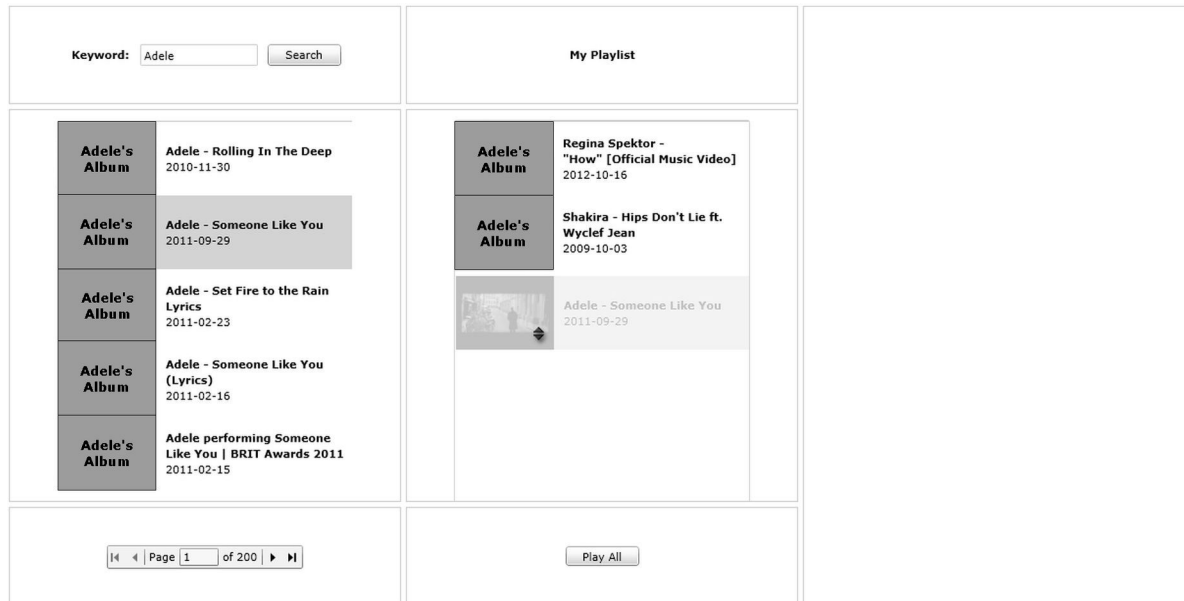 Keyword: Adele Search
Adele's
Album
Adele - Rolling In The Deep
2010-11-30
Adele's
Album
Adele - Someone Like You
2011-09-29
Adele's
Album
Adele - Set Fire to the Rain
Lyrics
2011-02-23
Adele's
Album
Adele - Someone Like You
(Lyrics)
2011-02-16
Adele's
Album
Adele performing Someone
Like You | BRIT Awards 2011
2011-02-15
Page 1 of 200
My Playlist
Adele's
Album
Regina Spektor -
"How" [Official Music Video]
2012-10-16
Adele's
Album
Shakira - Hips Don't Lie ft.
Wyclef Jean
2009-10-03
Adele - Someone Like You
2011-09-29
Play All